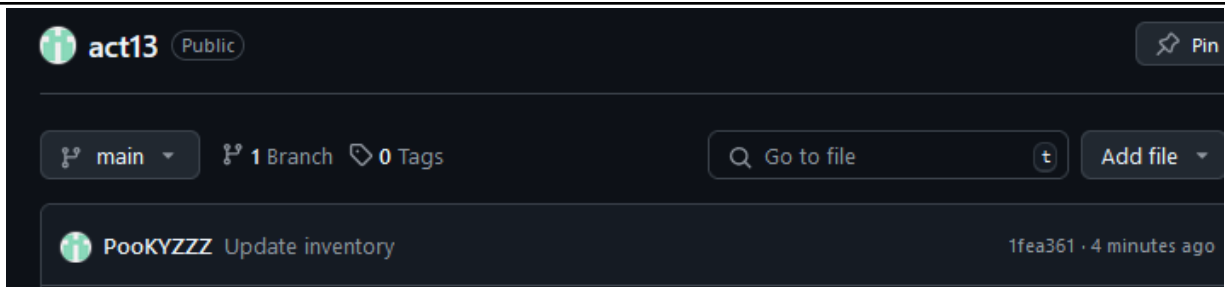 act13 Public Pin
main 1 Branch 0 Tags Go to file t Add file
PooKYZZZ Update inventory 1fea361 · 4 minutes ago